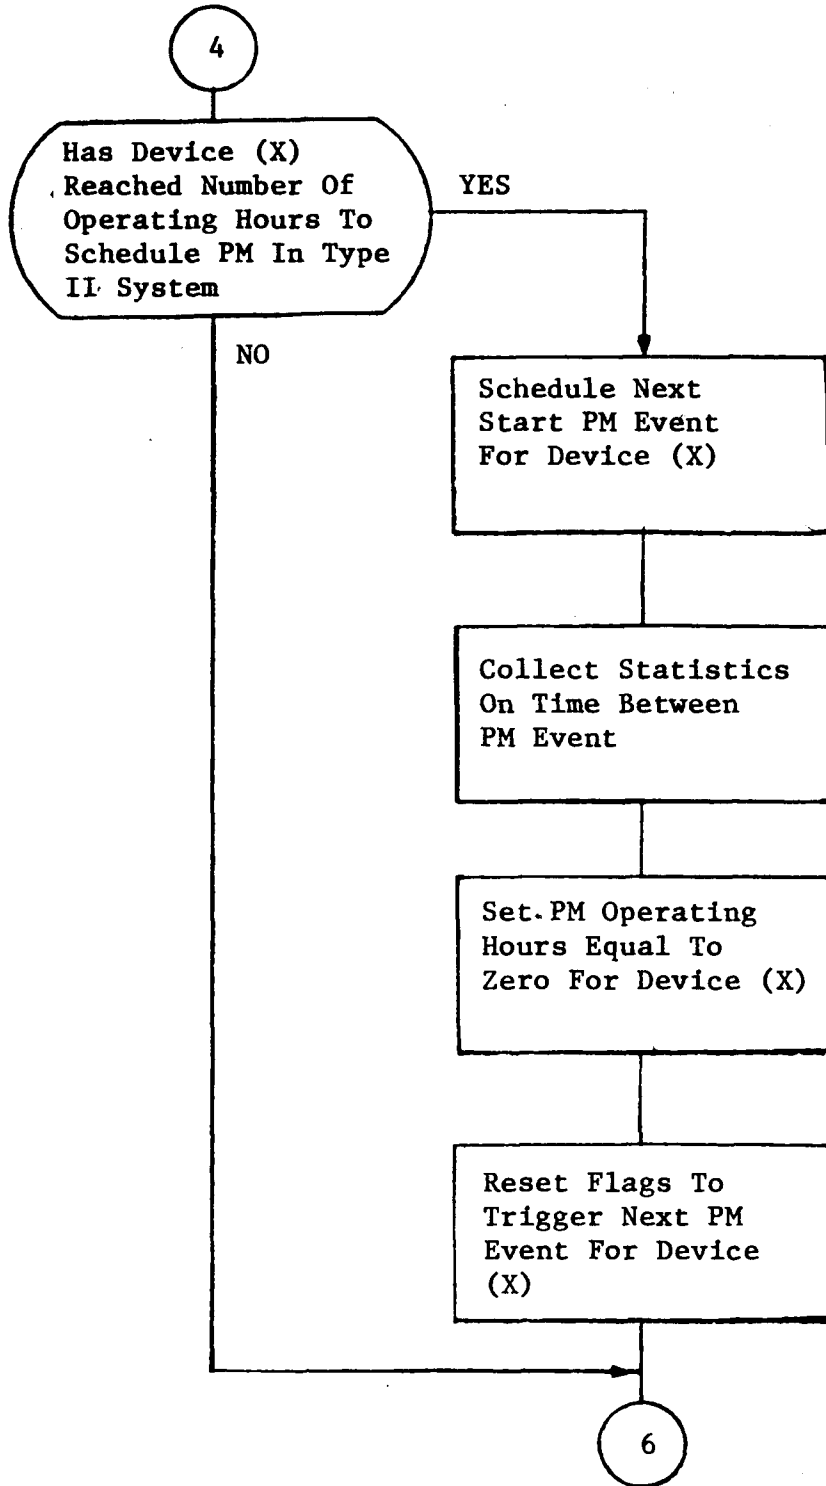 4
Has Device (X)
Reached Number Of
Operating Hours To
Schedule PM In Type
II System
YES
NO
Schedule Next
Start PM Event
For Device (X)
Collect Statistics
On Time Between
PM Event
Set PM Operating
Hours Equal To
Zero For Device (X)
Reset Flags To
Trigger Next PM
Event For Device
(X)
6